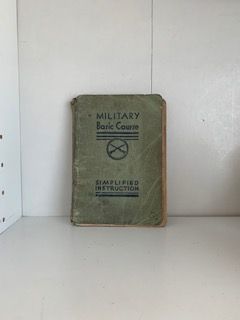 MILITARY
Basic Course
SIMPLIFIED
INSTRUCTION